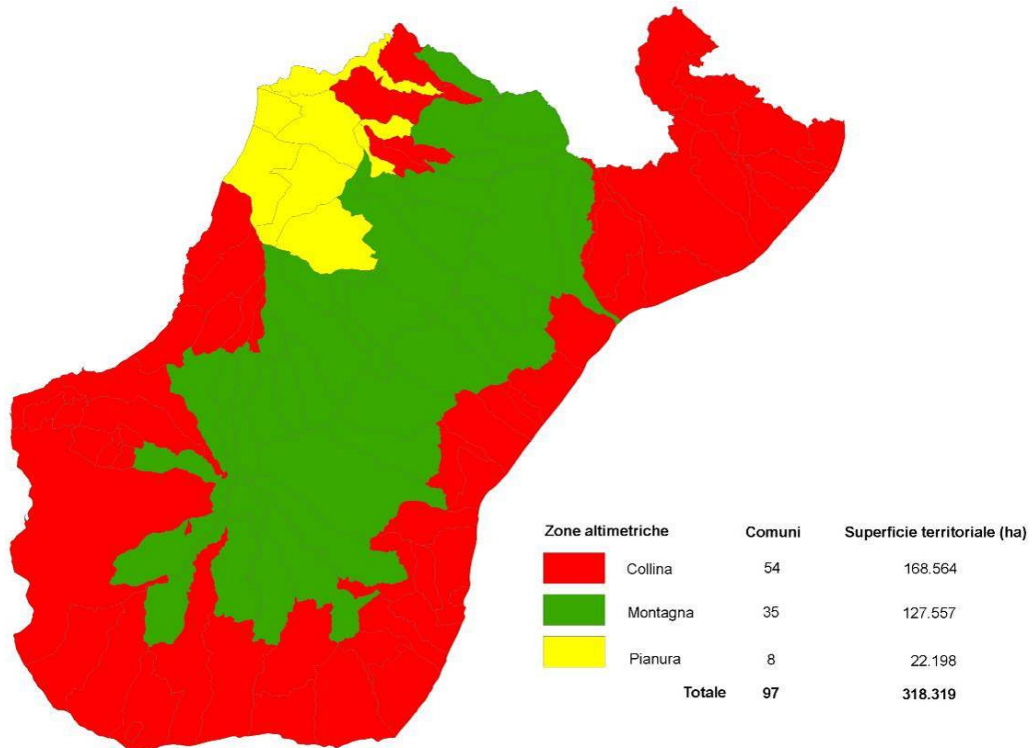 Zone altimetriche Comuni Superficie territoriale (ha)
Collina 54 168.564
Montagna 35 127.557
Pianura 8 22.198
Totale 97 318.319